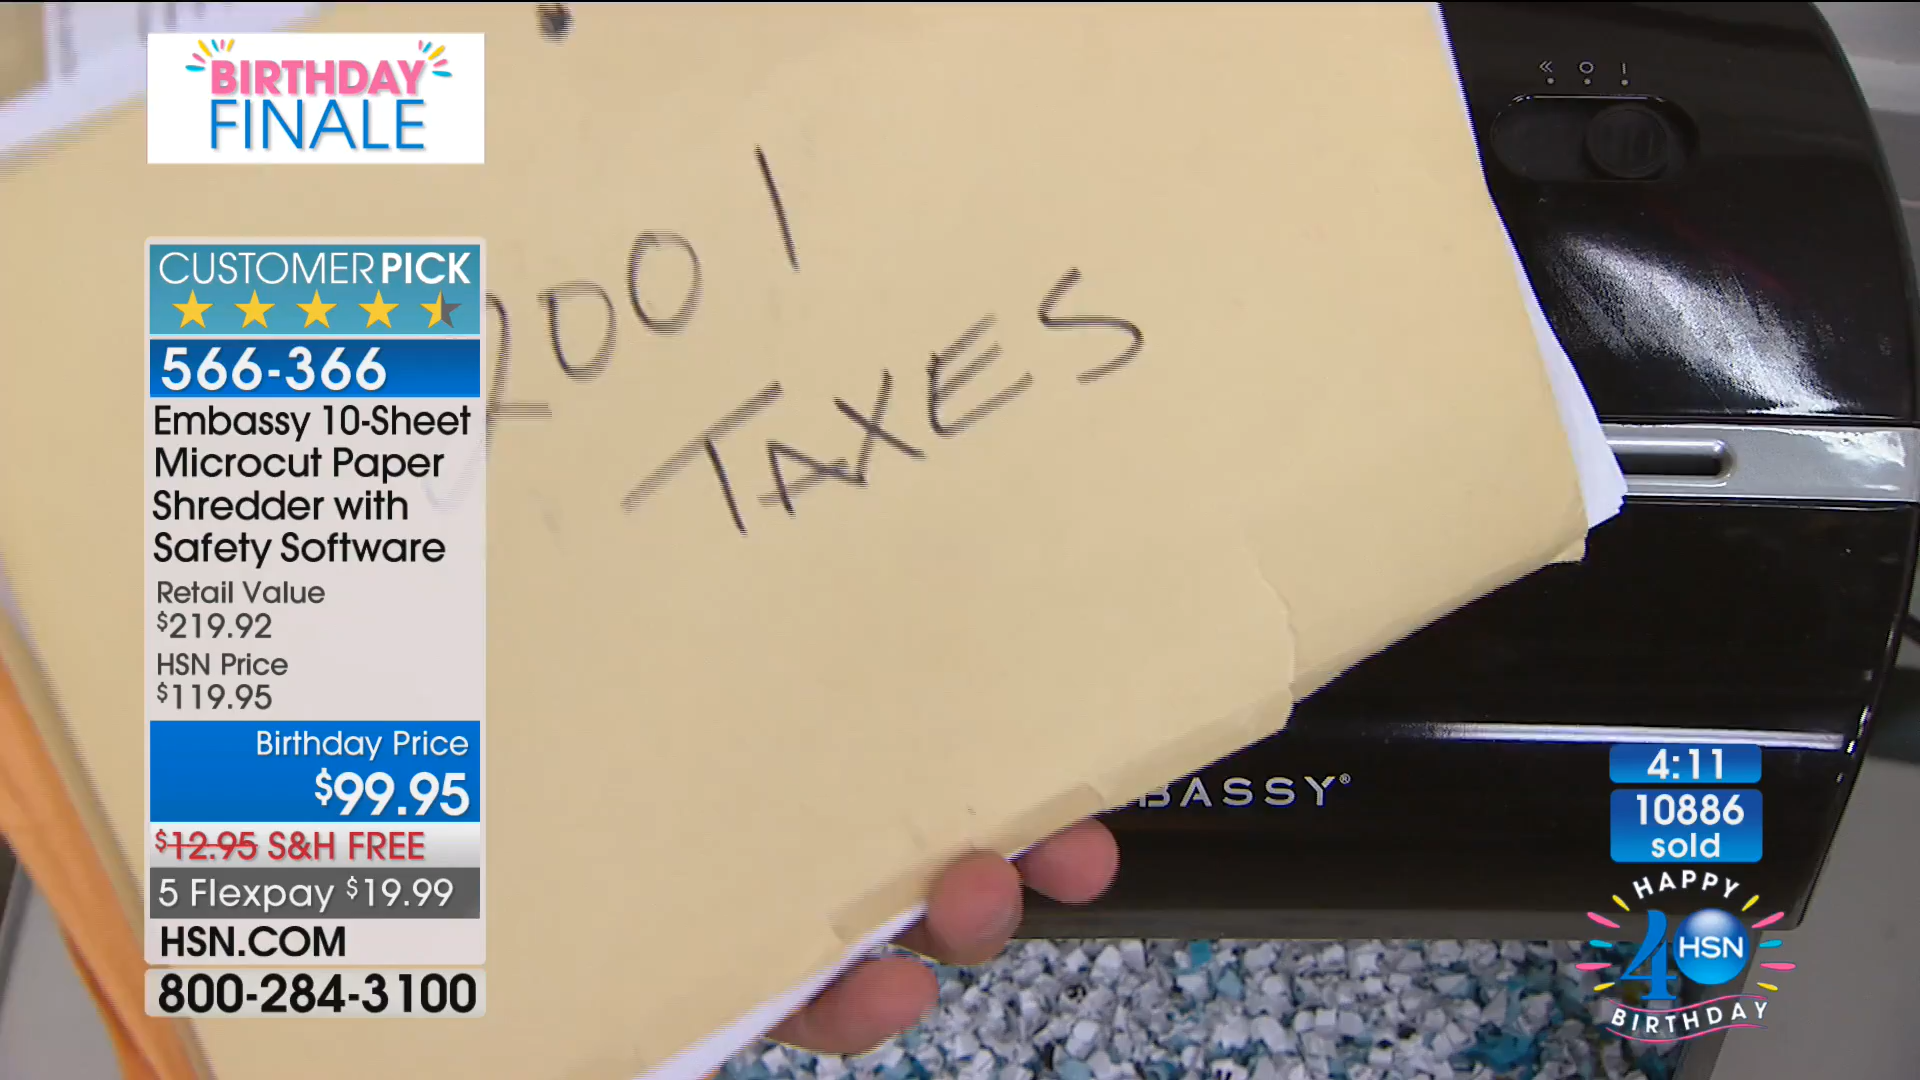 BIRTHDAY
FINALE
CUSTOMER PICK
566-366
Embassy 10-Sheet
Microcut Paper
Shredder with
Safety Software
Retail Value
$219.92
HSN Price
$119.95
Birthday Price
$99.95
$12.95 S&H FREE
5 Flexpay $19.99
HSN.COM
800-284-3100
2001
TAXES
BASSY®
4:11
10886
sold
HAPPY
40 HSN
BIRTHDAY